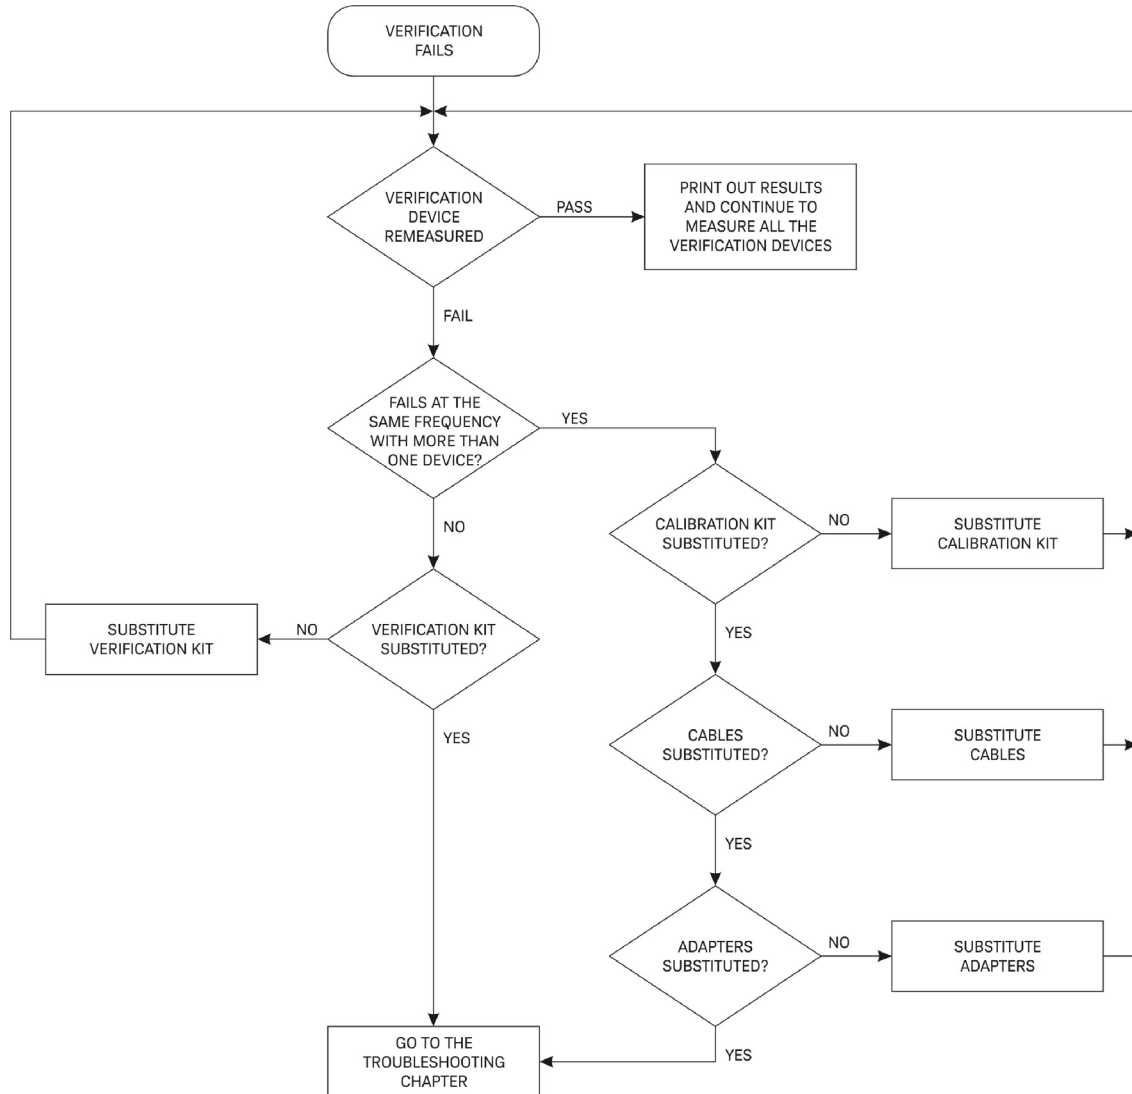 VERIFICATION
FAILS
VERIFICATION
DEVICE
REMEASURED
PASS
PRINT OUT RESULTS
AND CONTINUE TO
MEASURE ALL THE
VERIFICATION DEVICES
FAIL
FAILS AT THE
SAME FREQUENCY
WITH MORE THAN
ONE DEVICE?
YES
NO
CALIBRATION KIT
SUBSTITUTED?
NO
SUBSTITUTE
CALIBRATION KIT
SUBSTITUTE
VERIFICATION KIT
NO
VERIFICATION KIT
SUBSTITUTED?
YES
YES
CABLES
SUBSTITUTED?
NO
SUBSTITUTE
CABLES
YES
ADAPTERS
SUBSTITUTED?
NO
SUBSTITUTE
ADAPTERS
YES
GO TO THE
TROUBLESHOOTING
CHAPTER